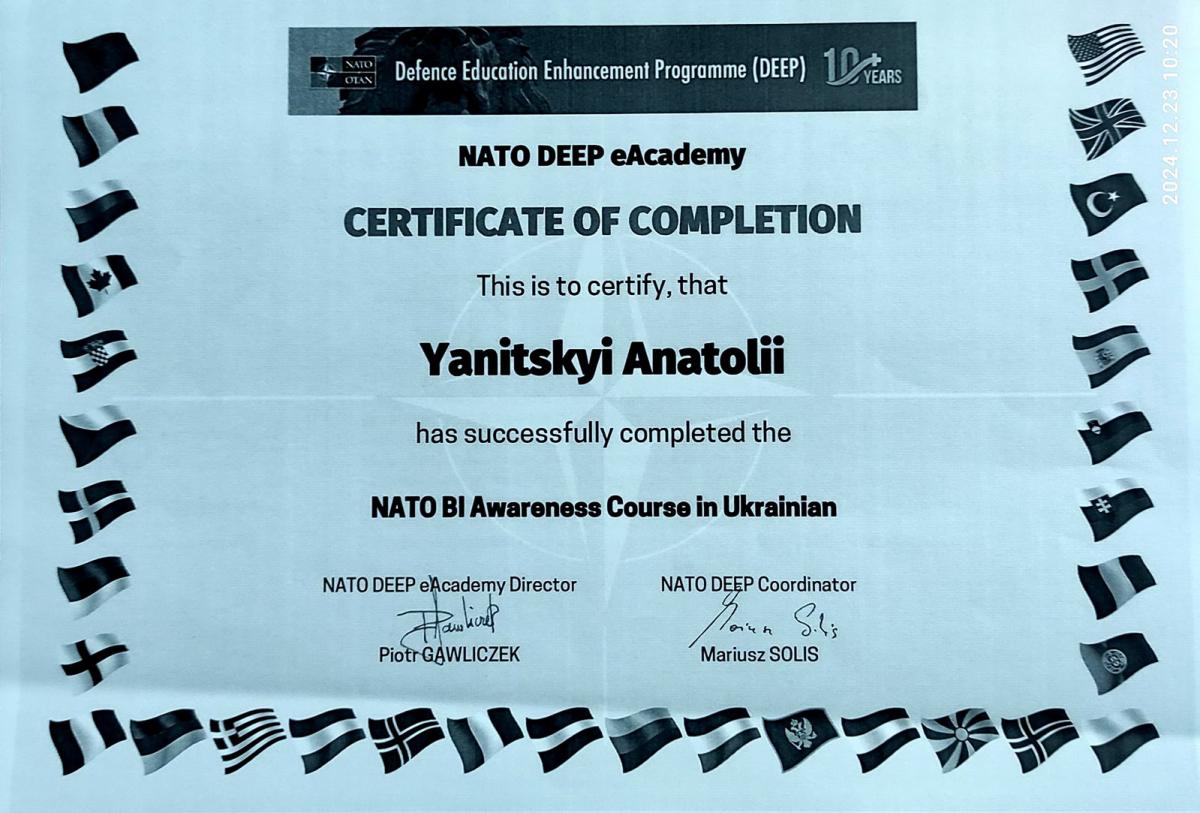 NATO
OTAN
Defence Education Enhancement Programme (DEEP)
10+ YEARS
NATO DEEP eAcademy
CERTIFICATE OF COMPLETION
This is to certify, that
Yanitskyi Anatolii
has successfully completed the
NATO BI Awareness Course in Ukrainian
NATO DEEP eAcademy Director
NATO DEEP Coordinator
Piotr GAWLICZEK
Mariusz SOLIS
2024.12.23 10:20